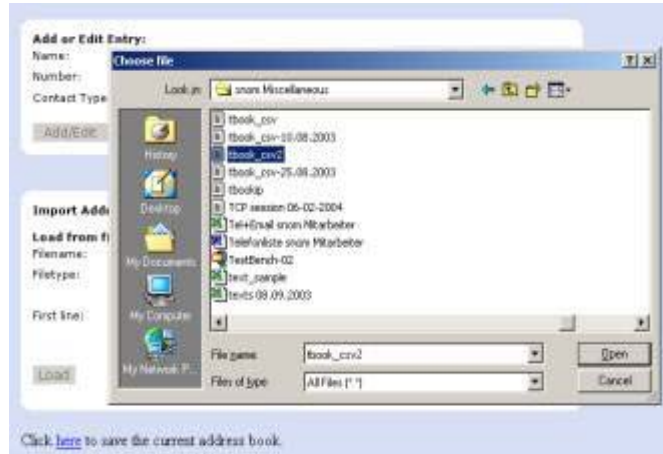 Add or Edit Entry:
Name:
Number:
Contact Type
Add/Edit
Choose file
Look in: snom Miscellaneous
History
Desktop
My Documents
My Computer
My Network P...
tbook_csv
tbook_csv-10.08.2003
tbook_csv2
tbook_csv-25.08.2003
tbookip
TCP session 06-02-2004
Tel+Email snom Mitarbeiter
Telefonliste snom Mitarbeiter
TestBench-02
text_sample
texts 08.09.2003
File name: tbook_csv2
Open
Files of type: All Files (*.*)
Cancel
Import Addr
Load from fi
Filename:
Filetype:
First line:
Load
Click here to save the current address book.